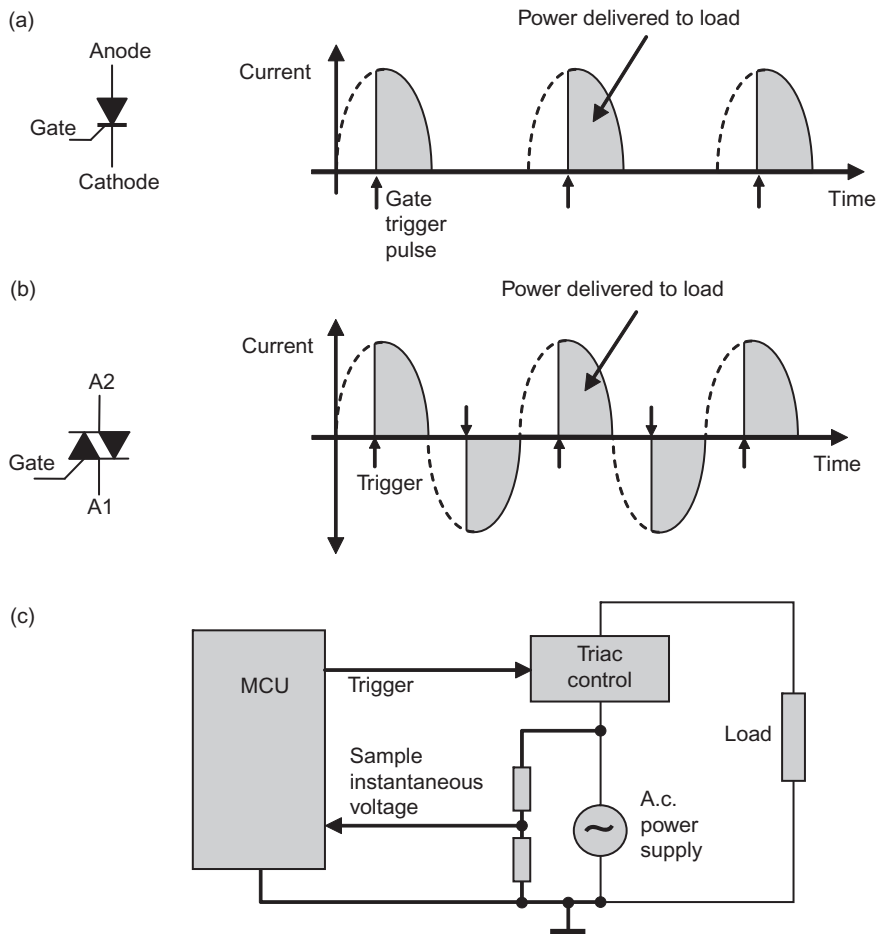 (a)
Anode
Gate
Cathode
Power delivered to load
Current
Gate
trigger
pulse
Time
(b)
A2
Gate
A1
Power delivered to load
Current
Trigger
Time
(c)
MCU
Trigger
Triac
control
Load
Sample
instantaneous
voltage
A.c.
power
supply
~